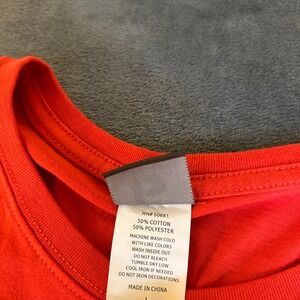 RN# 50881
50% COTTON
50% POLYESTER
MACHINE WASH COLD
WITH LIKE COLORS
WASH INSIDE OUT
DO NOT BLEACH
TUMBLE DRY LOW
COOL IRON IF NEEDED
DO NOT IRON DECORATIONS
MADE IN CHINA